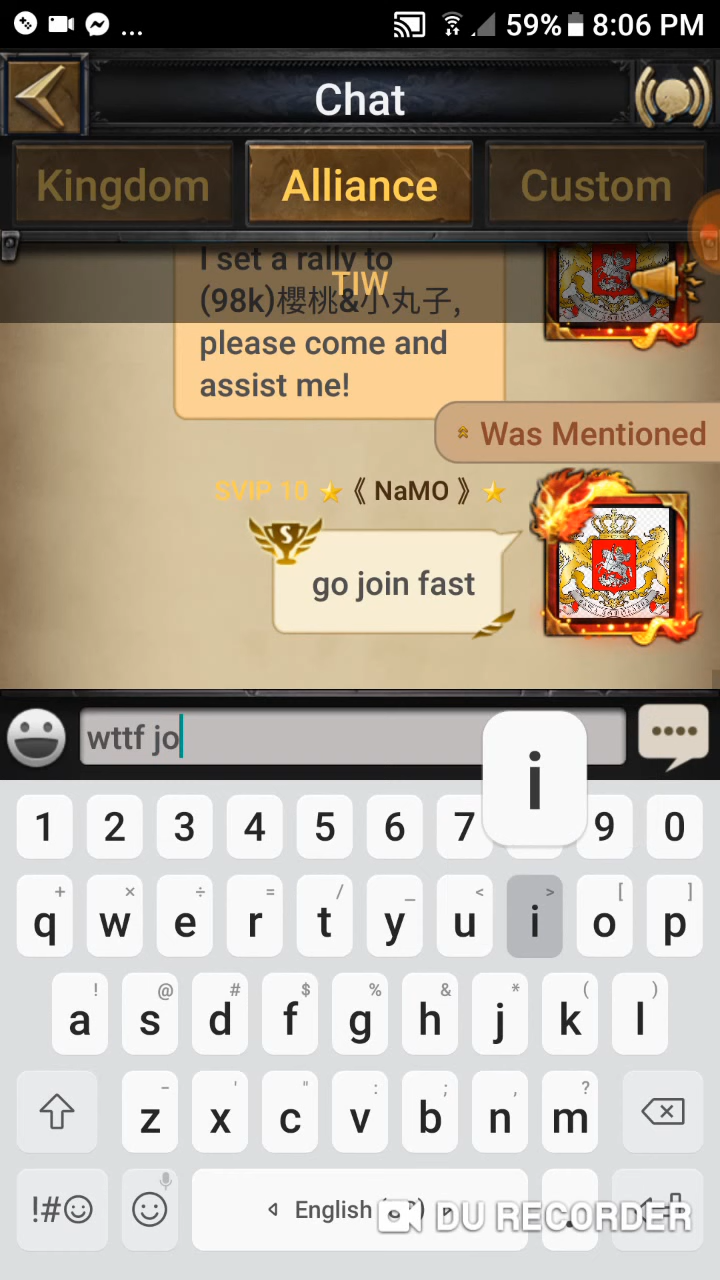 ... 59% 8:06 PM
Chat
Kingdom Alliance Custom
I set a rally to
TIW
(98k)櫻桃&小丸子,
please come and
assist me!
Was Mentioned
SVIP 10 《 NaMO 》
S
go join fast
wttf jo
i
1 2 3 4 5 6 7 9 0
+ × ÷ = / _ < > [ ]
q w e r t y u i o p
! @ # $ % & * ( )
a s d f g h j k l
- ' " : ; , ?
z x c v b n m
!# English
DU RECORDER